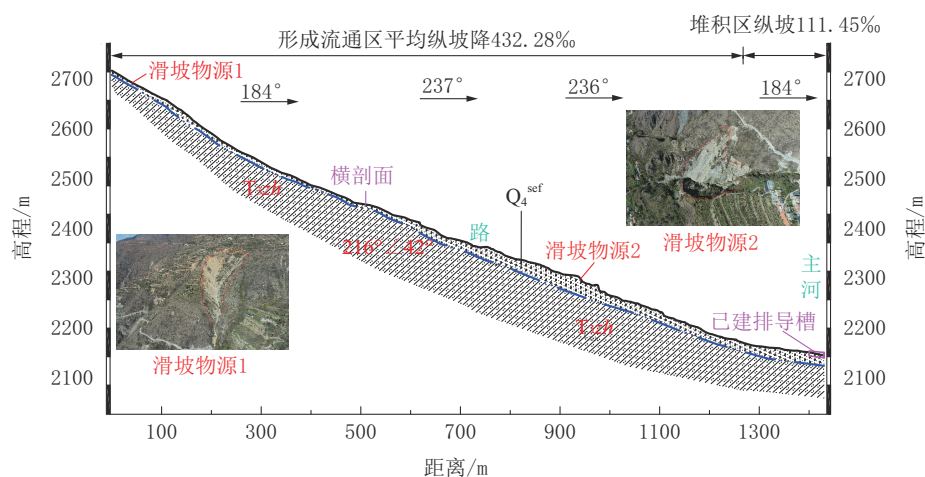 堆积区纵坡111.45‰
形成流通区平均纵坡降432.28‰
2700
滑坡物源1
184°
237°
236°
184°
2700
2600
2600
2500
T₃zh
横剖面
Q₄ˢᵉᶠ
滑坡物源2
2500
2400
216°∠42°
路
2400
高程/m
高程/m
2300
滑坡物源2
主河
2300
2200
T₃zh
已建排导槽
2200
滑坡物源1
2100
2100
100
300
500
700
900
1100
1300
距离/m